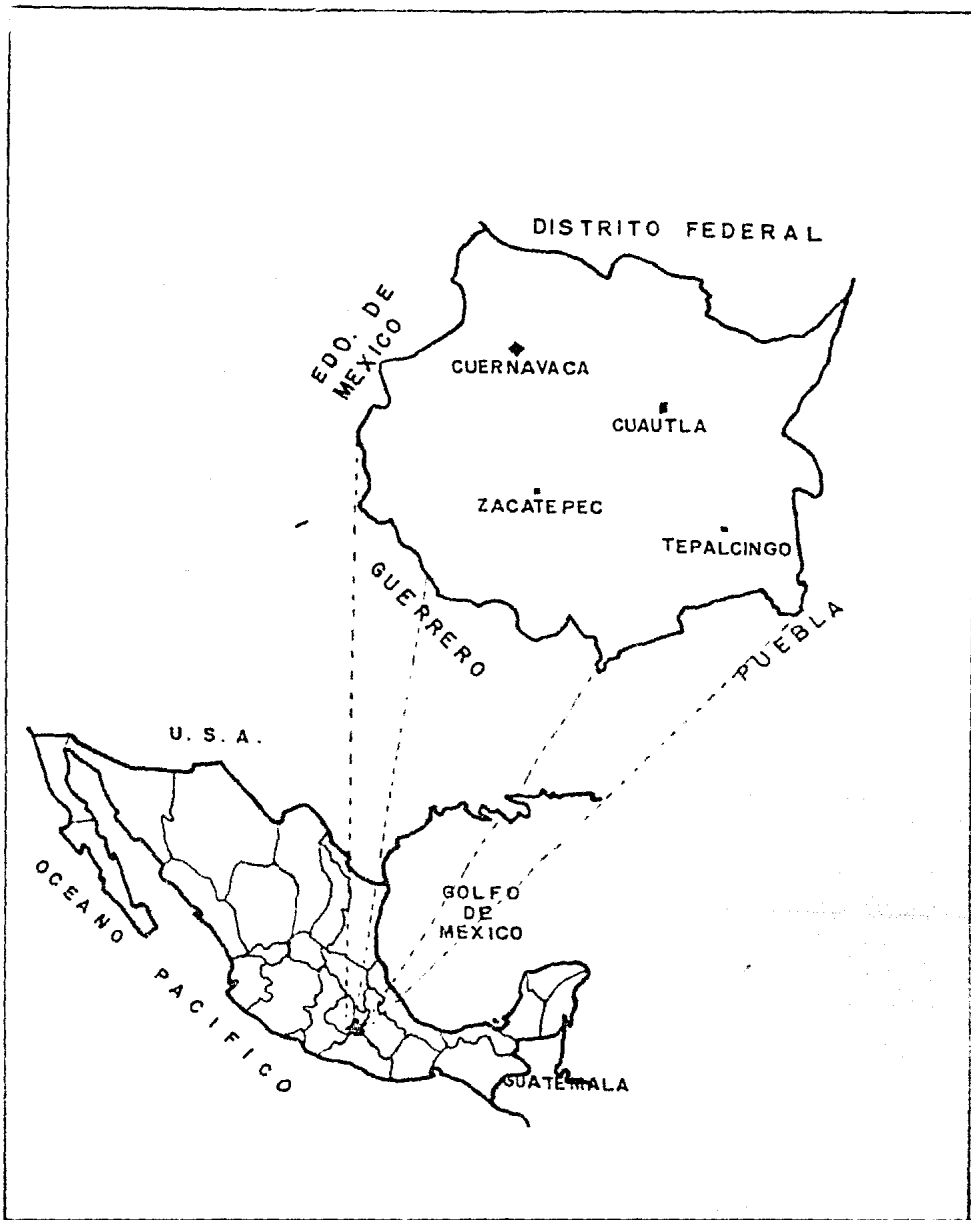 DISTRITO FEDERAL
EDO. DE
MEXICO
CUERNAVACA
CUAUTLA
ZACATEPEC
TEPALCINGO
GUERRERO
PUEBLA
U. S. A.
GOLFO
DE
MEXICO
OCEANO PACIFICO
GUATEMALA